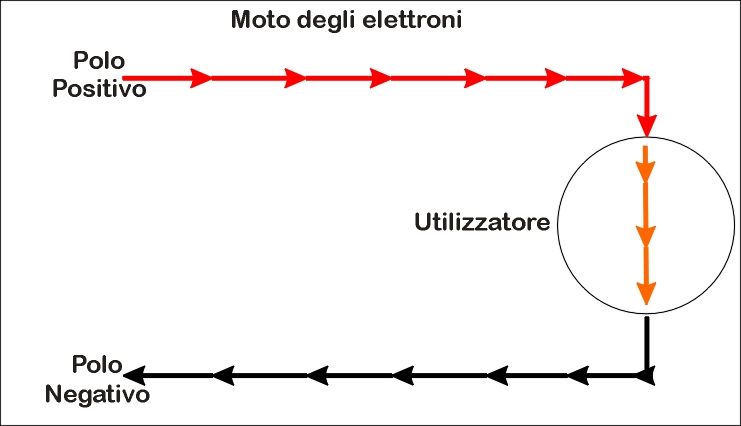 Moto degli elettroni
Polo
Positivo
Utilizzatore
Polo
Negativo